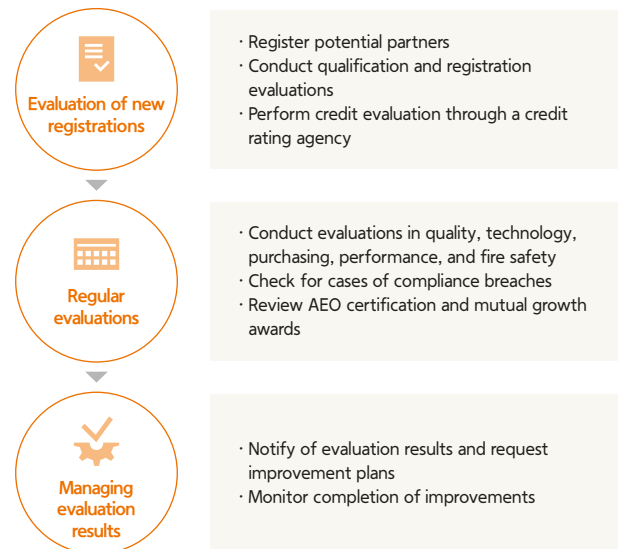 Evaluation of new
registrations
· Register potential partners
· Conduct qualification and registration
evaluations
· Perform credit evaluation through a credit
rating agency
Regular
evaluations
· Conduct evaluations in quality, technology,
purchasing, performance, and fire safety
· Check for cases of compliance breaches
· Review AEO certification and mutual growth
awards
Managing
evaluation
results
· Notify of evaluation results and request
improvement plans
· Monitor completion of improvements